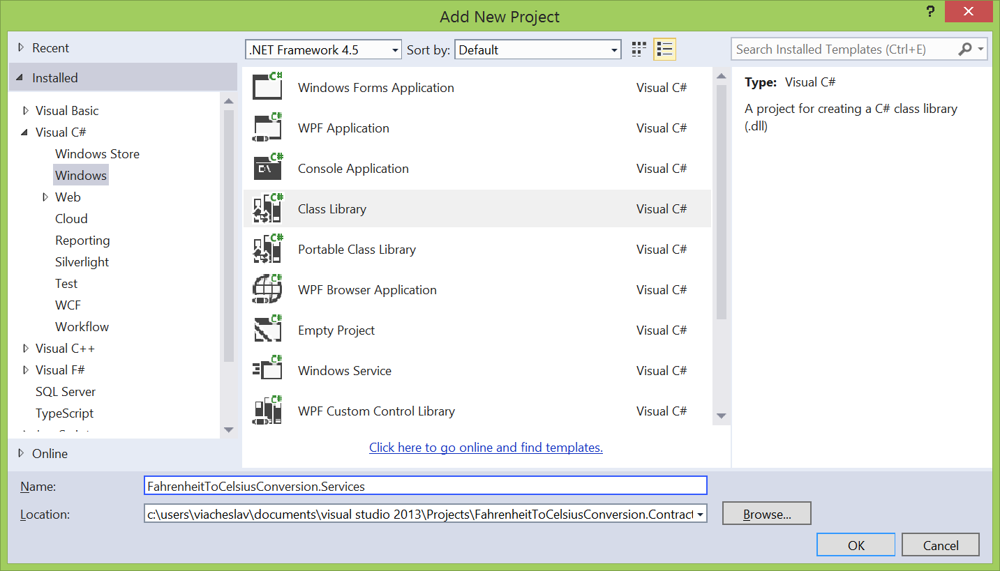 Add New Project
?
Recent
Installed
Visual Basic
Visual C#
Windows Store
Windows
Web
Cloud
Reporting
Silverlight
Test
WCF
Workflow
Visual C++
Visual F#
SQL Server
TypeScript
Online
.NET Framework 4.5 Sort by: Default
C# Windows Forms Application Visual C#
C# WPF Application Visual C#
C# C:\ Console Application Visual C#
C# Class Library Visual C#
C# Portable Class Library Visual C#
C# WPF Browser Application Visual C#
C# Empty Project Visual C#
C# Windows Service Visual C#
C# WPF Custom Control Library Visual C#
Click here to go online and find templates.
Search Installed Templates (Ctrl+E)
Type: Visual C#
A project for creating a C# class library
(.dll)
Name: FahrenheitToCelsiusConversion.Services
Location: c:\users\viacheslav\documents\visual studio 2013\Projects\FahrenheitToCelsiusConversion.Contract
Browse...
OK Cancel